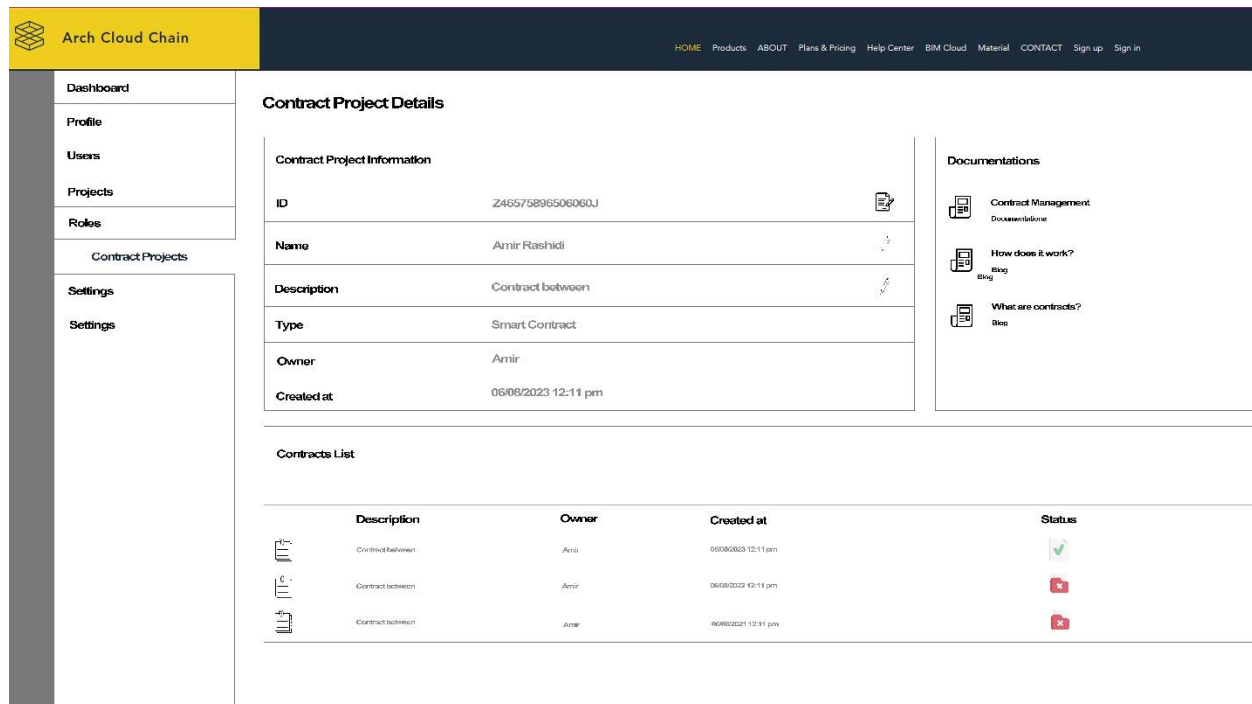 Arch Cloud Chain
HOME Products ABOUT Plans & Pricing Help Center BIM Cloud Material CONTACT Sign up Sign in
Dashboard
Profile
Users
Projects
Roles
Contract Projects
Settings
Settings
Contract Project Details
Contract Project Information
ID Z46575896506060J
Name Amir Rashidi
Description Contract between
Type Smart Contract
Owner Amir
Created at 06/08/2023 12:11 pm
Documentations
Contract Management
Documentations
How does it work?
Blog
Blog
What are contracts?
Blog
Contracts List
Description Owner Created at Status
Contract between Amir 06/08/2023 12:11 pm
Contract between Amir 06/08/2022 12:11 pm
Contract between Amir 06/08/2021 12:11 pm